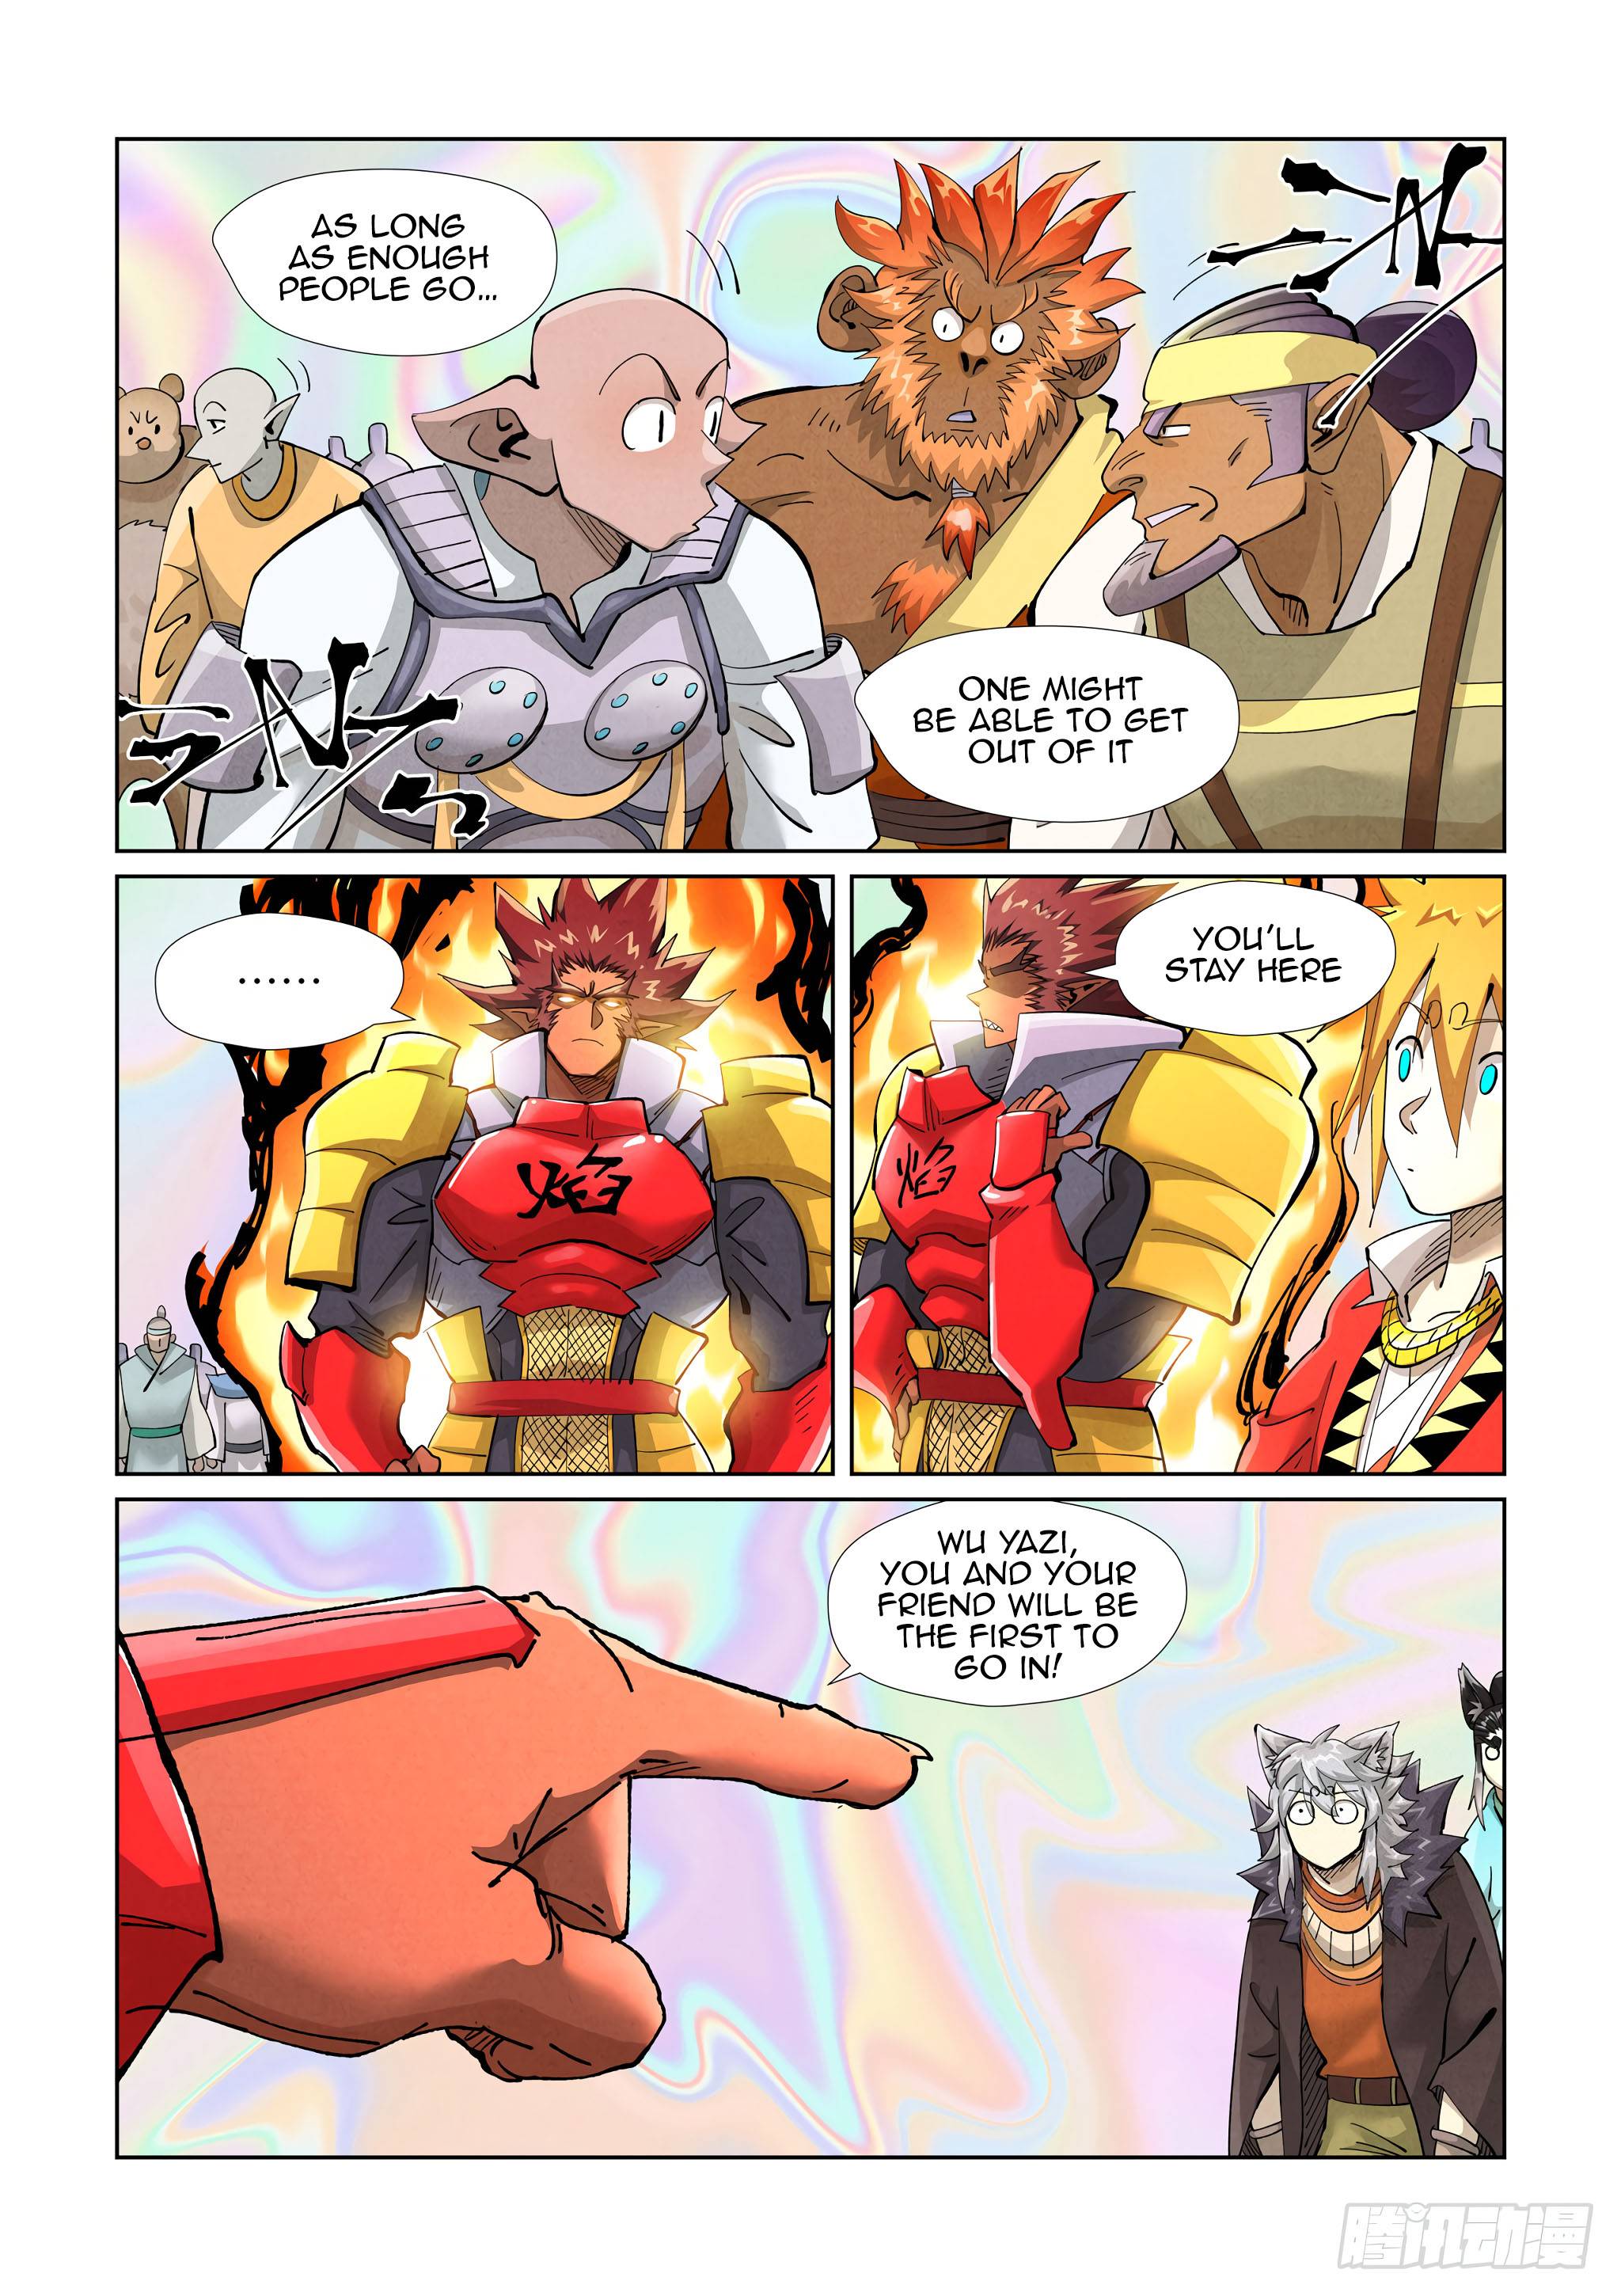 AS LONG
AS ENOUGH
PEOPLE GO...
ONE MIGHT
BE ABLE TO GET
OUT OF IT
......
焰
YOU'LL
STAY HERE
焰
WU YAZI,
YOU AND YOUR
FRIEND WILL BE
THE FIRST TO
GO IN!
腾讯动漫